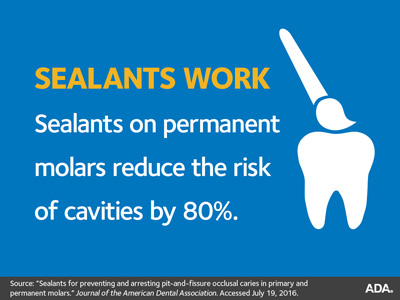 SEALANTS WORK
Sealants on permanent
molars reduce the risk
of cavities by 80%.
Source: "Sealants for preventing and arresting pit-and-fissure occlusal caries in primary and
permanent molars." Journal of the American Dental Association. Accessed July 19, 2016.
ADA.